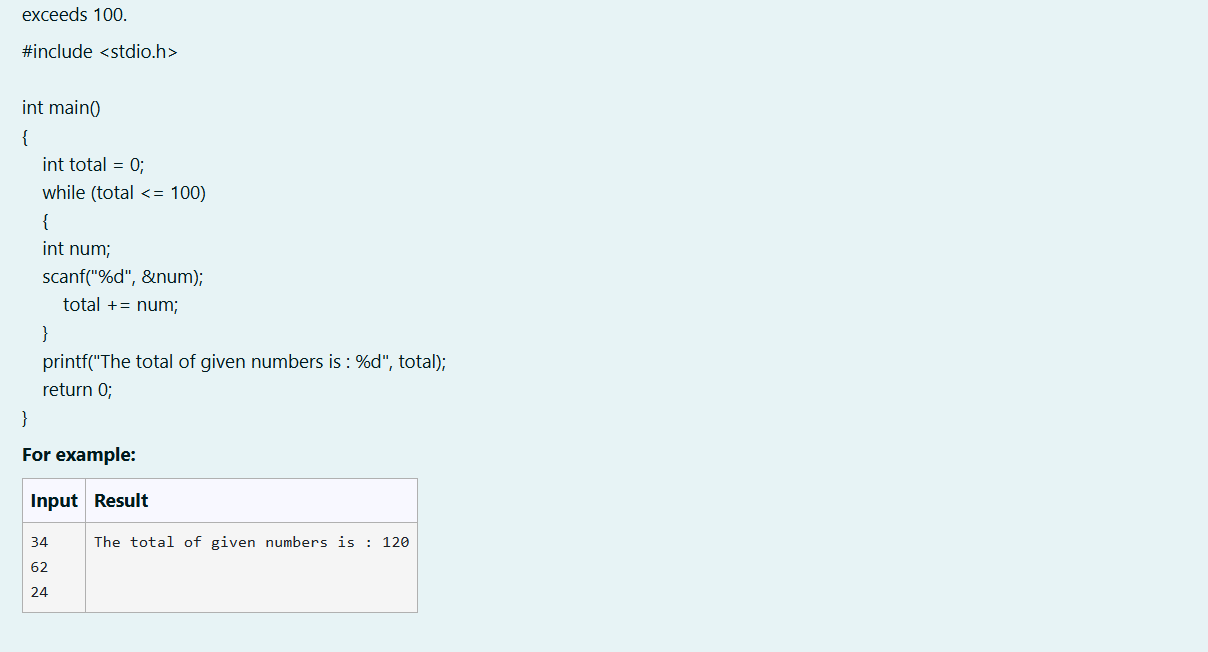 exceeds 100.
#include <stdio.h>
int main()
{
int total = 0;
while (total <= 100)
{
int num;
scanf("%d", &num);
total += num;
}
printf("The total of given numbers is : %d", total);
return 0;
}
For example:
Input Result
34 The total of given numbers is : 120
62
24